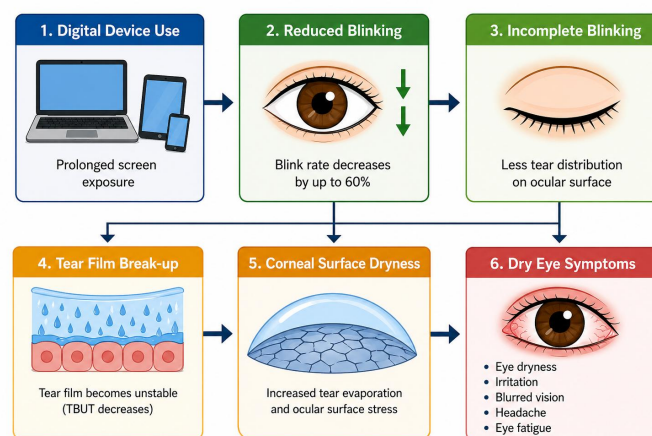 1. Digital Device Use
Prolonged screen
exposure
2. Reduced Blinking
Blink rate decreases
by up to 60%
3. Incomplete Blinking
Less tear distribution
on ocular surface
4. Tear Film Break-up
Tear film becomes unstable
(TBUT decreases)
5. Corneal Surface Dryness
Increased tear evaporation
and ocular surface stress
6. Dry Eye Symptoms
• Eye dryness
• Irritation
• Blurred vision
• Headache
• Eye fatigue